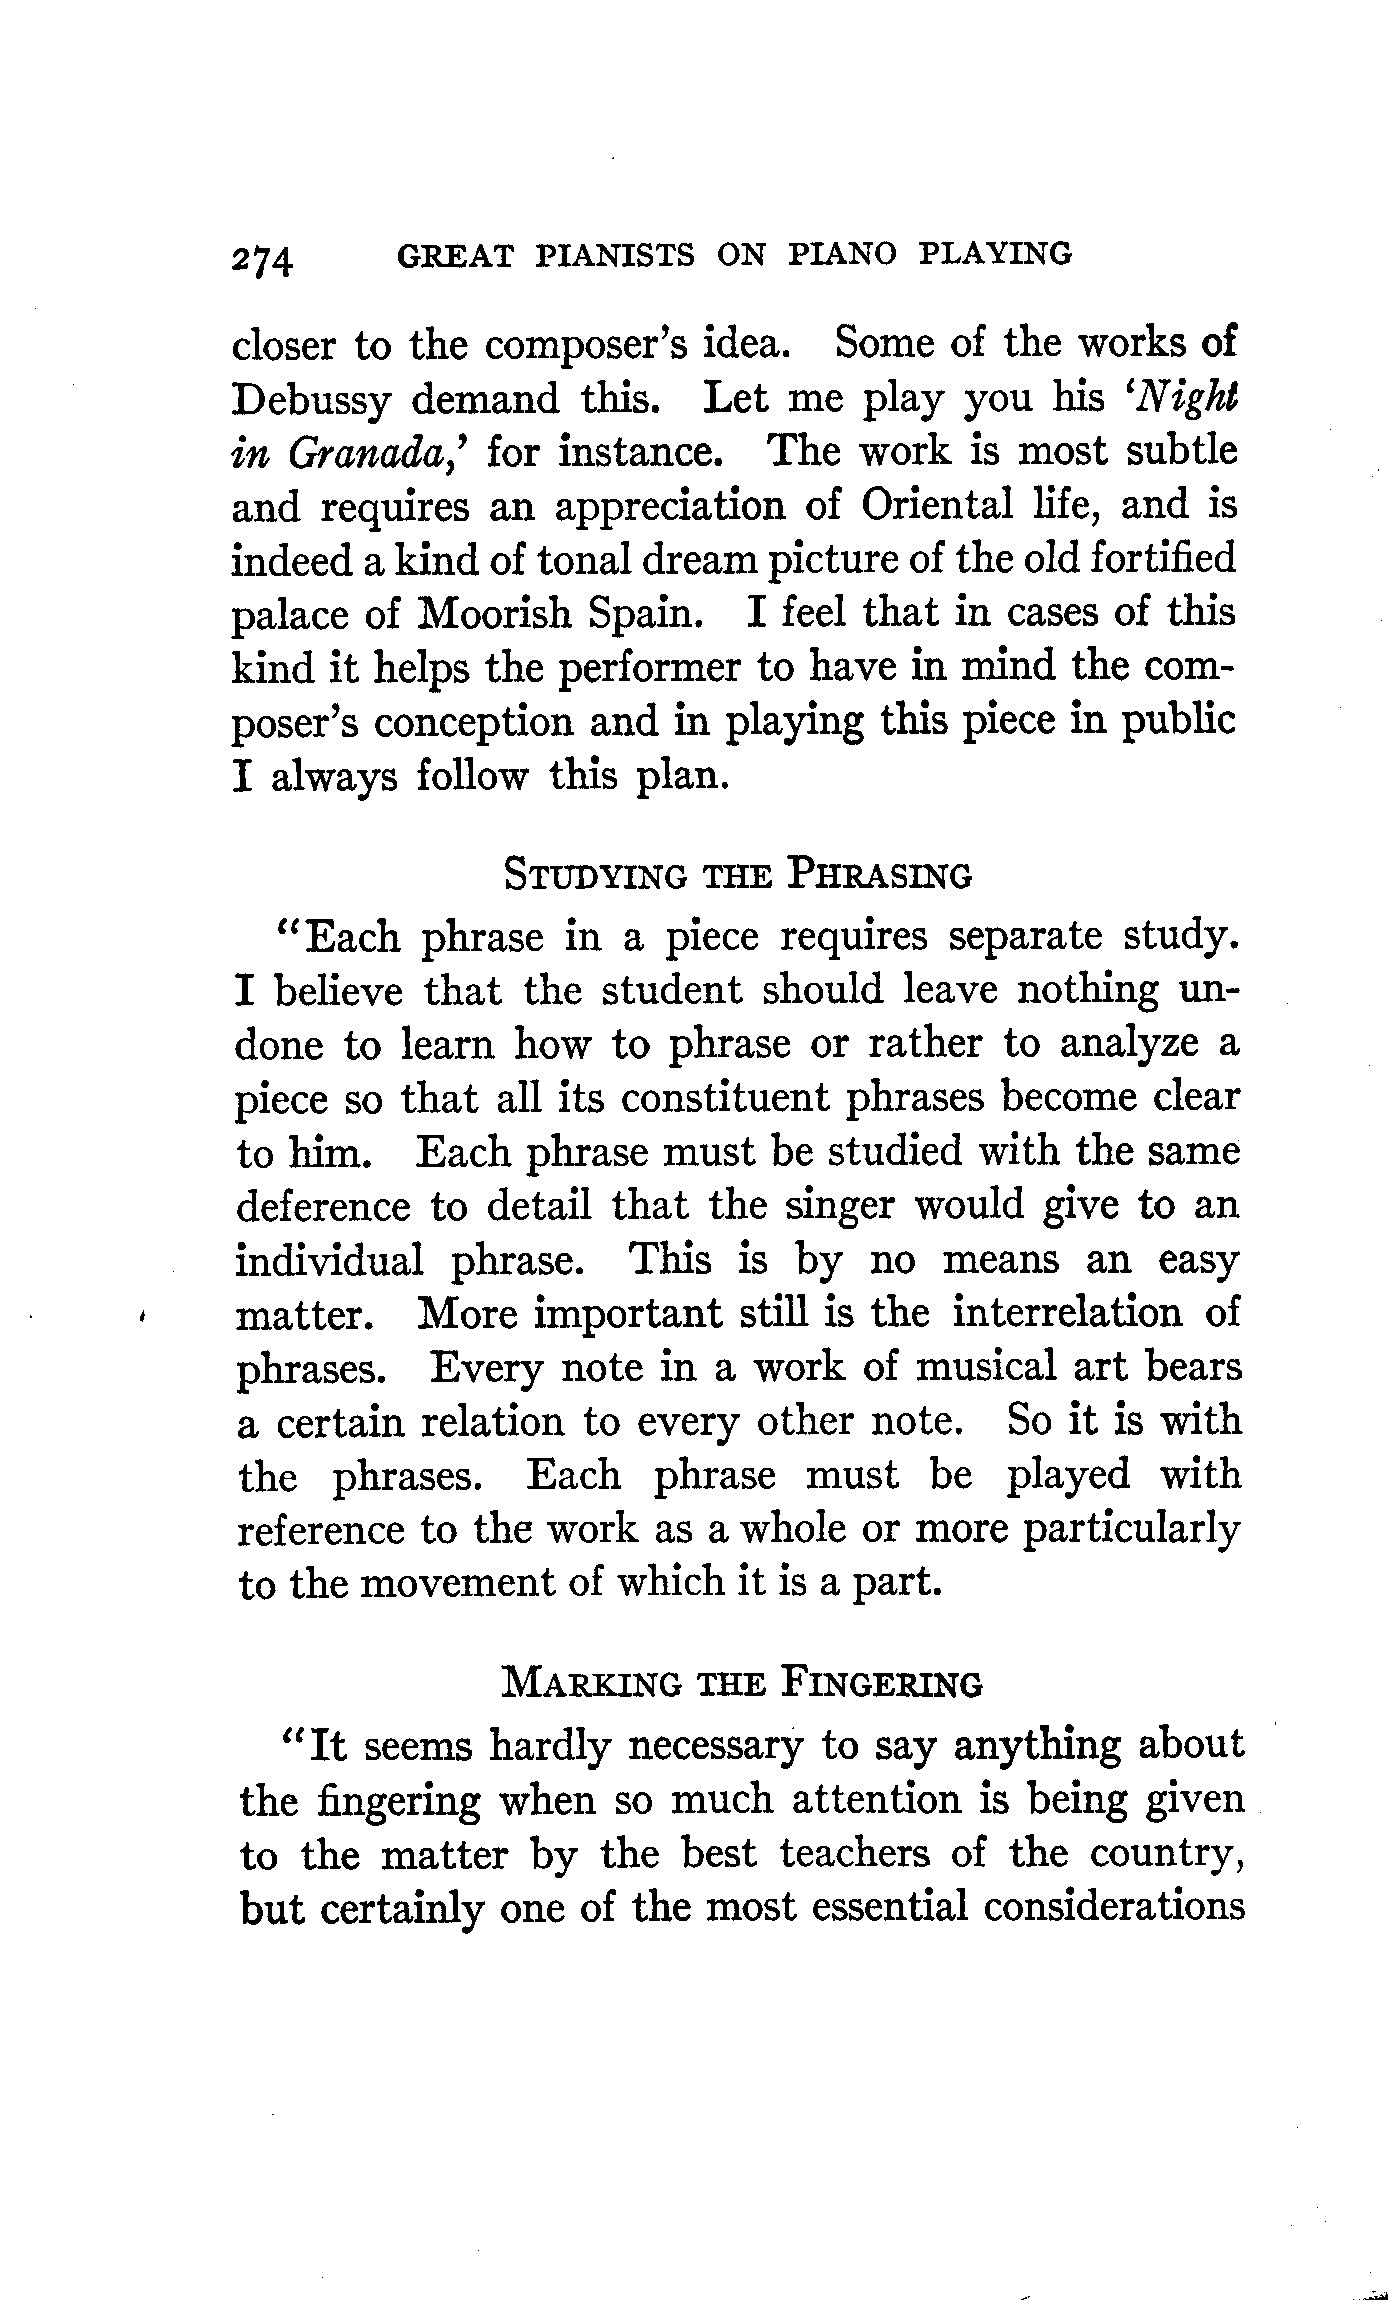 274 GREAT PIANISTS ON PIANO PLAYING
closer to the composer's idea. Some of the works of
Debussy demand this. Let me play you his 'Night
in Granada,' for instance. The work is most subtle
and requires an appreciation of Oriental life, and is
indeed a kind of tonal dream picture of the old fortified
palace of Moorish Spain. I feel that in cases of this
kind it helps the performer to have in mind the com-
poser's conception and in playing this piece in public
I always follow this plan.
STUDYING THE PHRASING
"Each phrase in a piece requires separate study.
I believe that the student should leave nothing un-
done to learn how to phrase or rather to analyze a
piece so that all its constituent phrases become clear
to him. Each phrase must be studied with the same
deference to detail that the singer would give to an
individual phrase. This is by no means an easy
matter. More important still is the interrelation of
phrases. Every note in a work of musical art bears
a certain relation to every other note. So it is with
the phrases. Each phrase must be played with
reference to the work as a whole or more particularly
to the movement of which it is a part.
MARKING THE FINGERING
"It seems hardly necessary to say anything about
the fingering when so much attention is being given
to the matter by the best teachers of the country,
but certainly one of the most essential considerations